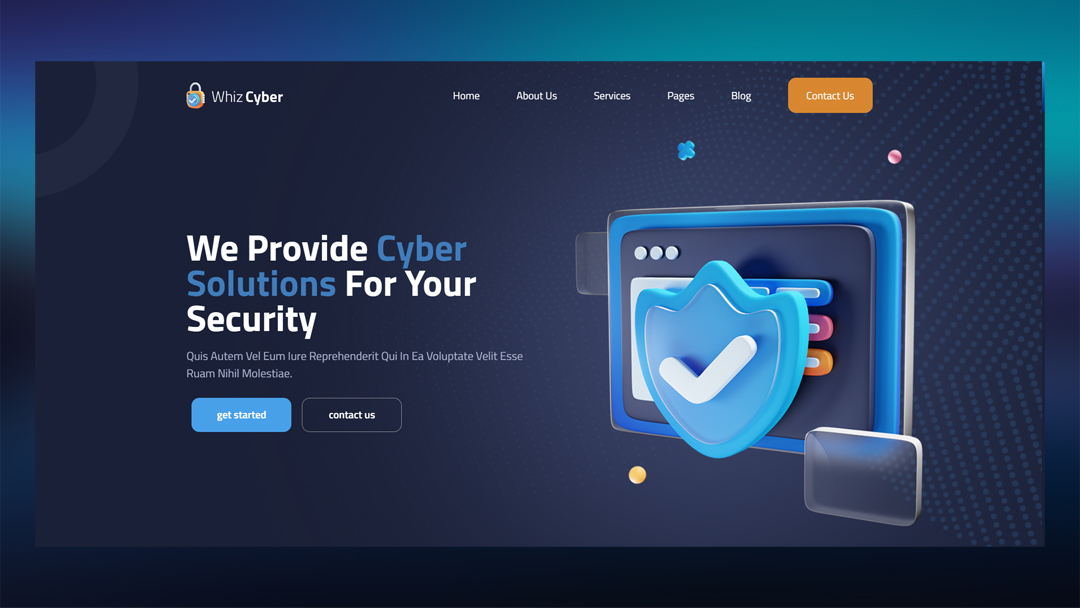 Whiz Cyber
Home
About Us
Services
Pages
Blog
Contact Us
We Provide Cyber
Solutions For Your
Security
Quis Autem Vel Eum Iure Reprehenderit Qui In Ea Voluptate Velit Esse
Ruam Nihil Molestiae.
get started
contact us